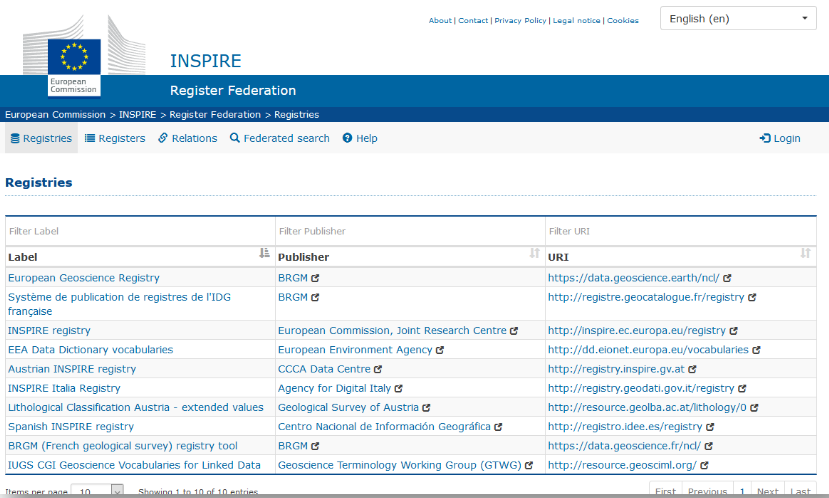 About | Contact | Privacy Policy | Legal notice | Cookies
English (en)
European
Commission
INSPIRE
Register Federation
European Commission > INSPIRE > Register Federation > Registries
Registries Registers Relations Federated search Help Login
Registries
Filter Label Filter Publisher Filter URI
Label Publisher URI
European Geoscience Registry BRGM https://data.geoscience.earth/ncl/
Système de publication de registres de l'IDG BRGM http://registre.geocatalogue.fr/registry
française
INSPIRE registry European Commission, Joint Research Centre http://inspire.ec.europa.eu/registry
EEA Data Dictionary vocabularies European Environment Agency http://dd.eionet.europa.eu/vocabularies
Austrian INSPIRE registry CCCA Data Centre http://registry.inspire.gv.at
INSPIRE Italia Registry Agency for Digital Italy http://registry.geodati.gov.it/registry
Lithological Classification Austria - extended values Geological Survey of Austria http://resource.geolba.ac.at/lithology/0
Spanish INSPIRE registry Centro Nacional de Información Geográfica http://registro.idee.es/registry
BRGM (French geological survey) registry tool BRGM https://data.geoscience.fr/ncl/
IUGS CGI Geoscience Vocabularies for Linked Data Geoscience Terminology Working Group (GTWG) http://resource.geosciml.org/
Items per page 10 Showing 1 to 10 of 10 entries First Previous 1 Next Last